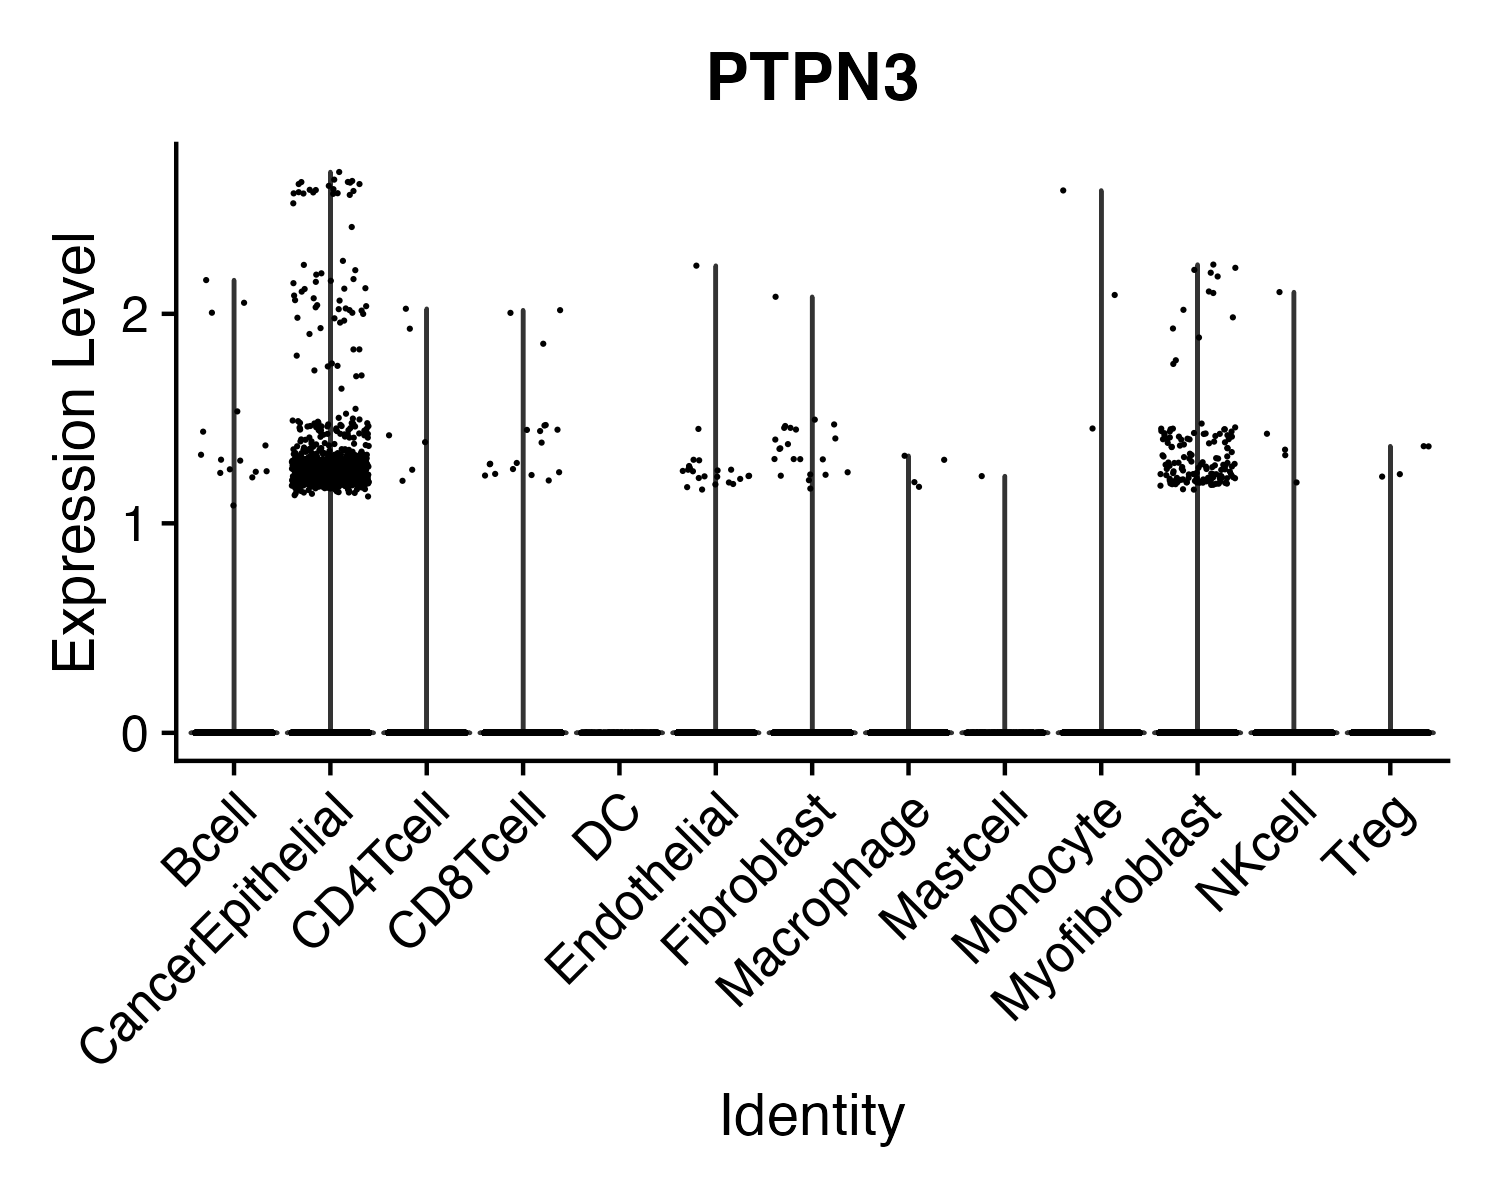 PTPN3
Expression Level
2
1
0
Bcell
CancerEpithelial
CD4Tcell
CD8Tcell
DC
Endothelial
Fibroblast
Macrophage
Mastcell
Monocyte
Myofibroblast
NKcell
Treg
Identity